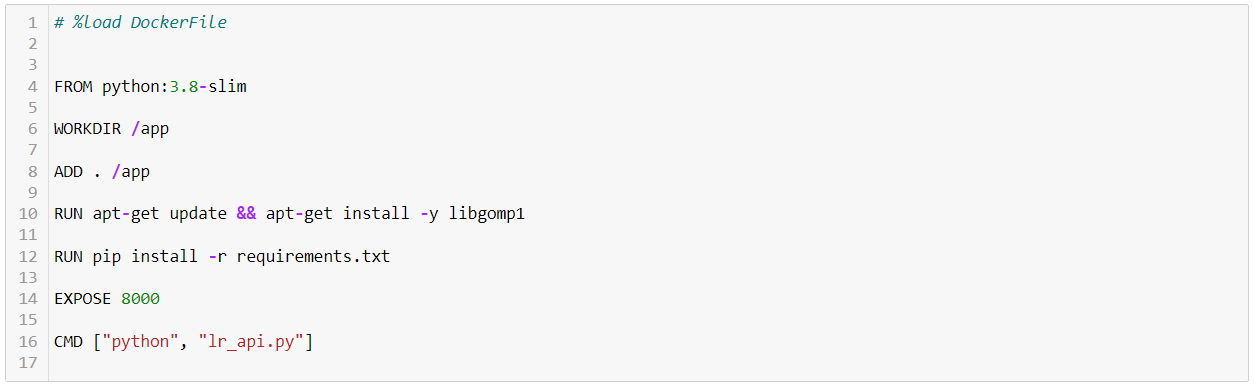 1 # %load DockerFile
2
3
4 FROM python:3.8-slim
5
6 WORKDIR /app
7
8 ADD . /app
9
10 RUN apt-get update && apt-get install -y libgomp1
11
12 RUN pip install -r requirements.txt
13
14 EXPOSE 8000
15
16 CMD ["python", "lr_api.py"]
17